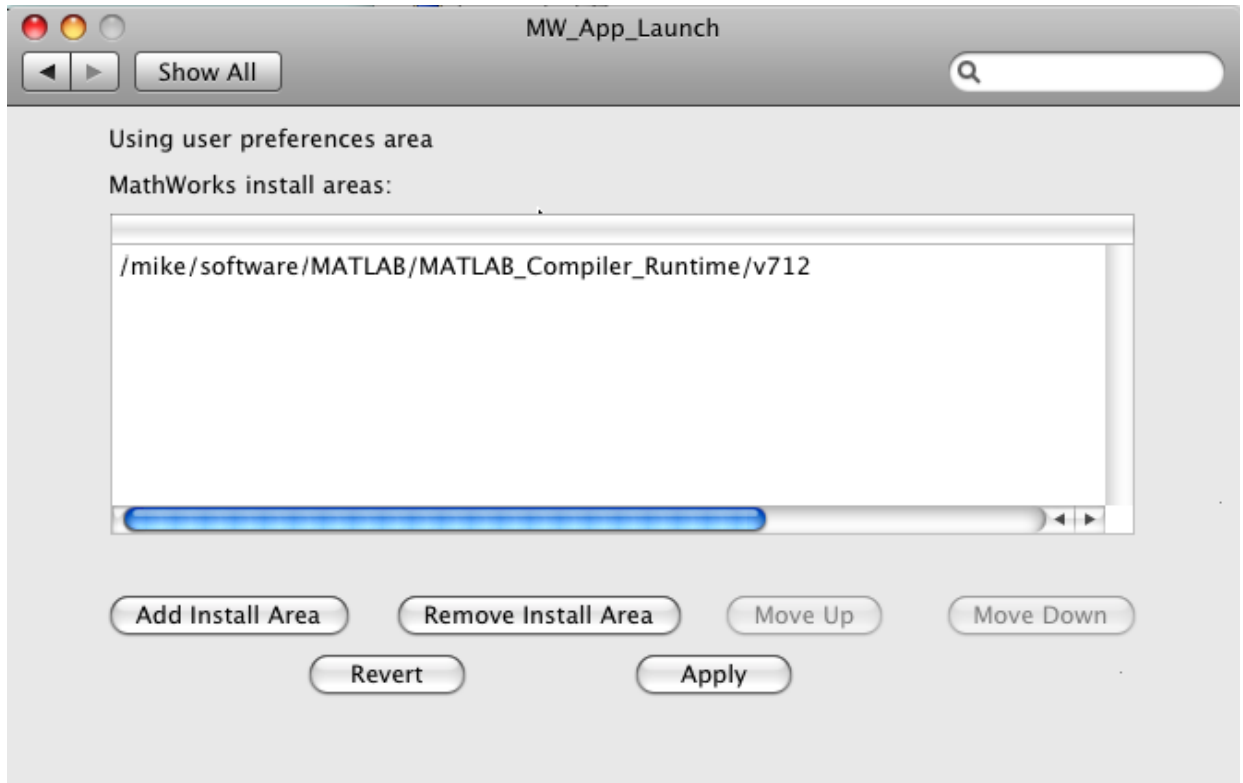 MW_App_Launch
Show All
Using user preferences area
MathWorks install areas:
/mike/software/MATLAB/MATLAB_Compiler_Runtime/v712
Add Install Area Remove Install Area Move Up Move Down
Revert Apply